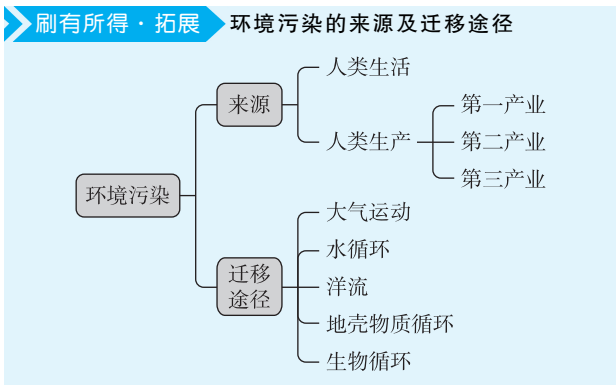 刷有所得·拓展 环境污染的来源及迁移途径
人类生活
来源
第一产业
人类生产
第二产业
第三产业
环境污染
大气运动
水循环
迁移
途径
洋流
地壳物质循环
生物循环